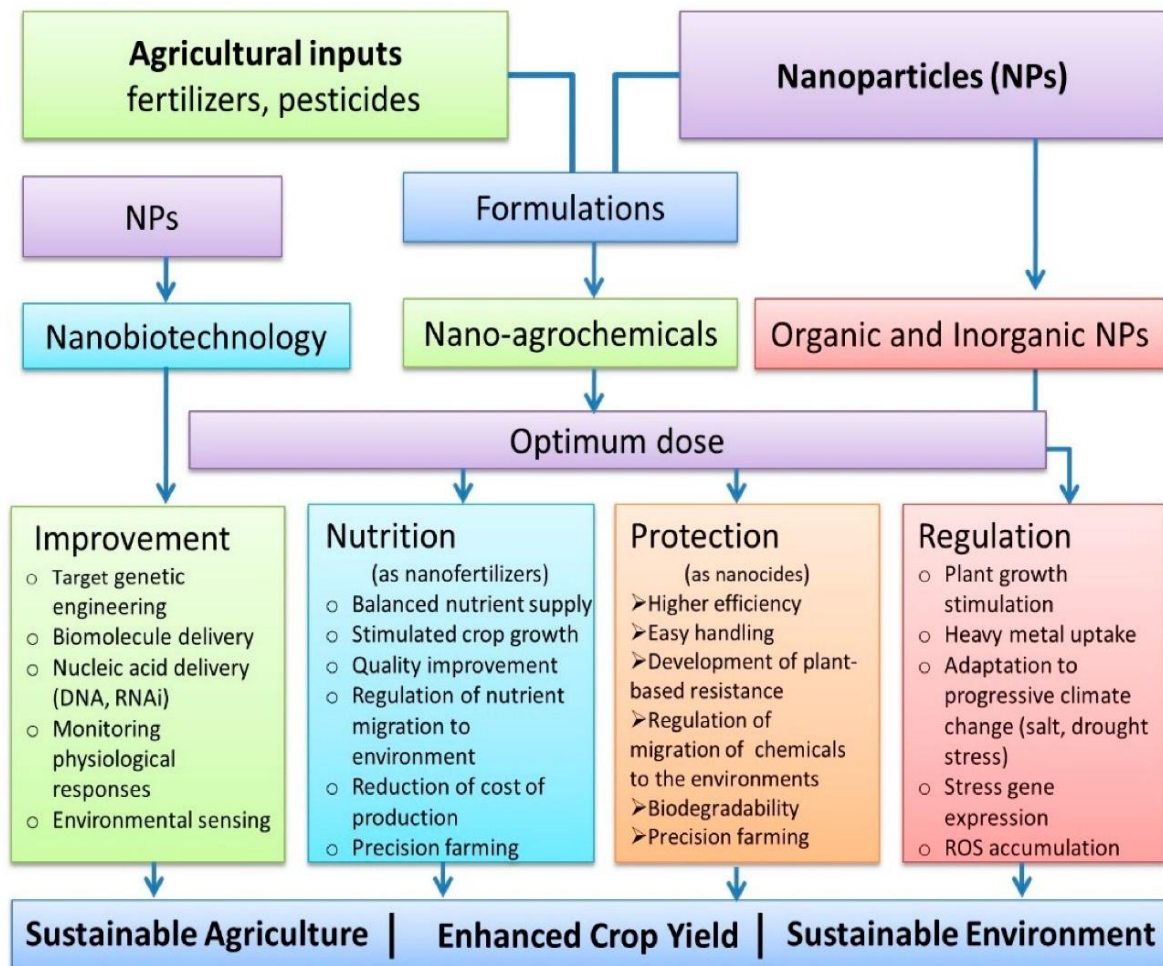 Agricultural inputs
fertilizers, pesticides
Nanoparticles (NPs)
NPs
Formulations
Nanobiotechnology
Nano-agrochemicals
Organic and Inorganic NPs
Optimum dose
Improvement
o Target genetic
engineering
o Biomolecule delivery
o Nucleic acid delivery
(DNA, RNAi)
o Monitoring
physiological
responses
o Environmental sensing
Nutrition
(as nanofertilizers)
o Balanced nutrient supply
o Stimulated crop growth
o Quality improvement
o Regulation of nutrient
migration to
environment
o Reduction of cost of
production
o Precision farming
Protection
(as nanocides)
➢Higher efficiency
➢Easy handling
➢Development of plant-
based resistance
➢Regulation of
migration of chemicals
to the environments
➢Biodegradability
➢Precision farming
Regulation
o Plant growth
stimulation
o Heavy metal uptake
o Adaptation to
progressive climate
change (salt, drought
stress)
o Stress gene
expression
o ROS accumulation
Sustainable Agriculture | Enhanced Crop Yield | Sustainable Environment